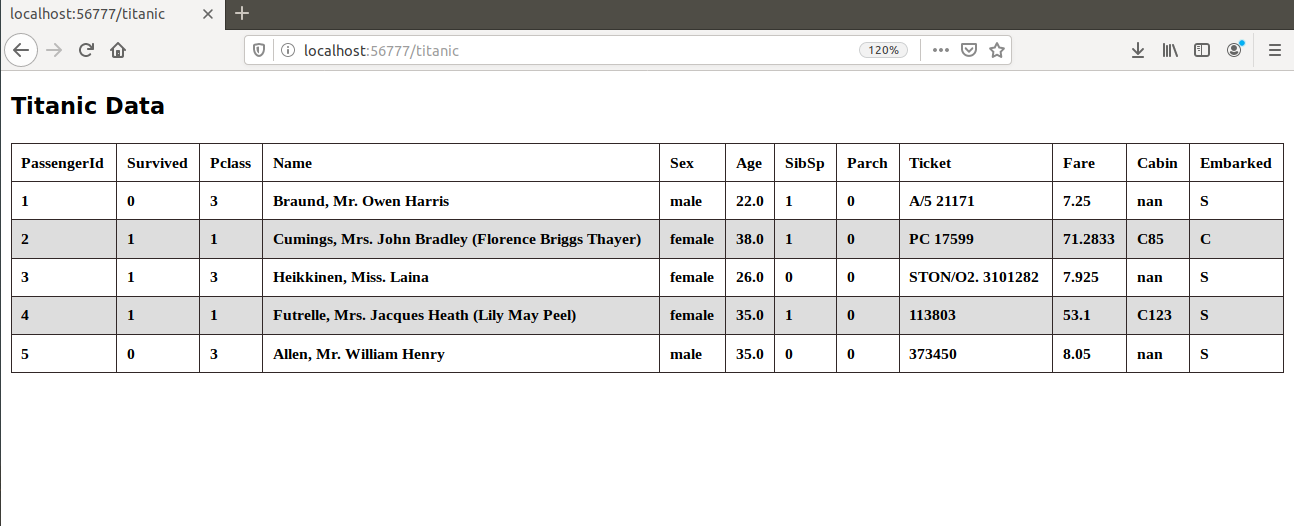 localhost:56777/titanic
localhost:56777/titanic 120%
Titanic Data
PassengerId Survived Pclass Name Sex Age SibSp Parch Ticket Fare Cabin Embarked
1 0 3 Braund, Mr. Owen Harris male 22.0 1 0 A/5 21171 7.25 nan S
2 1 1 Cumings, Mrs. John Bradley (Florence Briggs Thayer) female 38.0 1 0 PC 17599 71.2833 C85 C
3 1 3 Heikkinen, Miss. Laina female 26.0 0 0 STON/O2. 3101282 7.925 nan S
4 1 1 Futrelle, Mrs. Jacques Heath (Lily May Peel) female 35.0 1 0 113803 53.1 C123 S
5 0 3 Allen, Mr. William Henry male 35.0 0 0 373450 8.05 nan S